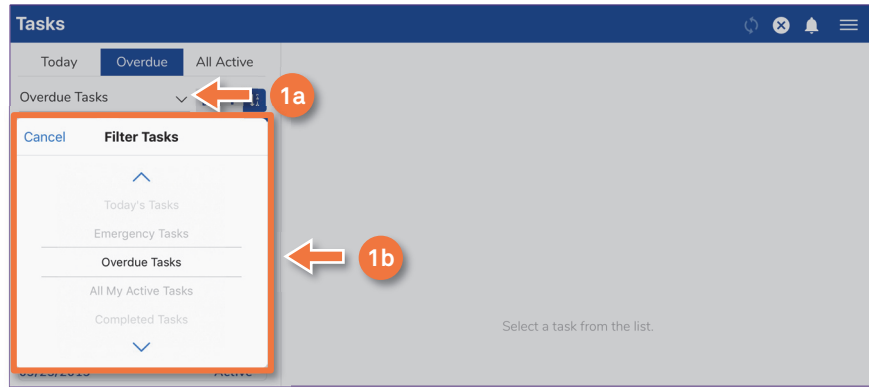 Tasks
Today Overdue All Active
Overdue Tasks 1a
Cancel Filter Tasks
Today's Tasks
Emergency Tasks
Overdue Tasks 1b
All My Active Tasks
Completed Tasks
Select a task from the list.
Active